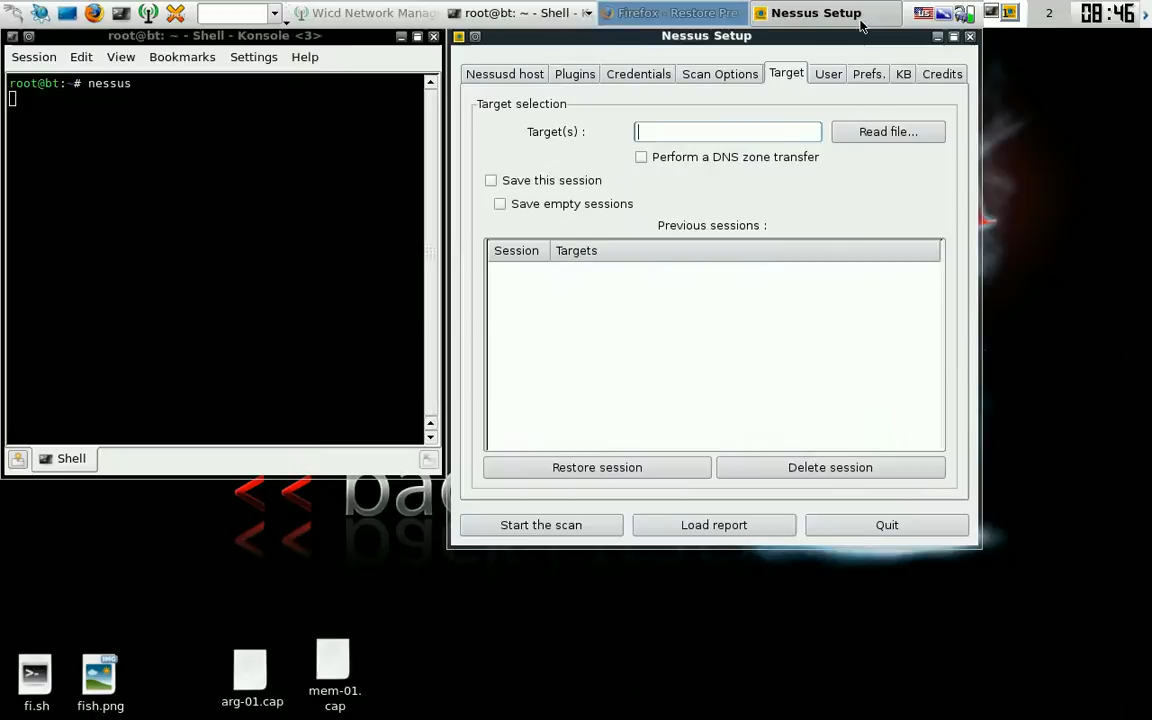 Wicd Network Mana
root@bt: ~ - Shell - K
Firefox - Restore Pre
Nessus Setup
2
08:46
root@bt: ~ - Shell - Konsole <3>
Session Edit View Bookmarks Settings Help
root@bt:~# nessus
Shell
Nessus Setup
Nessusd host Plugins Credentials Scan Options Target User Prefs. KB Credits
Target selection
Target(s) : Read file...
Perform a DNS zone transfer
Save this session
Save empty sessions
Previous sessions :
Session Targets
Restore session Delete session
Start the scan Load report Quit
<< bac
fi.sh
fish.png
arg-01.cap
mem-01.
cap